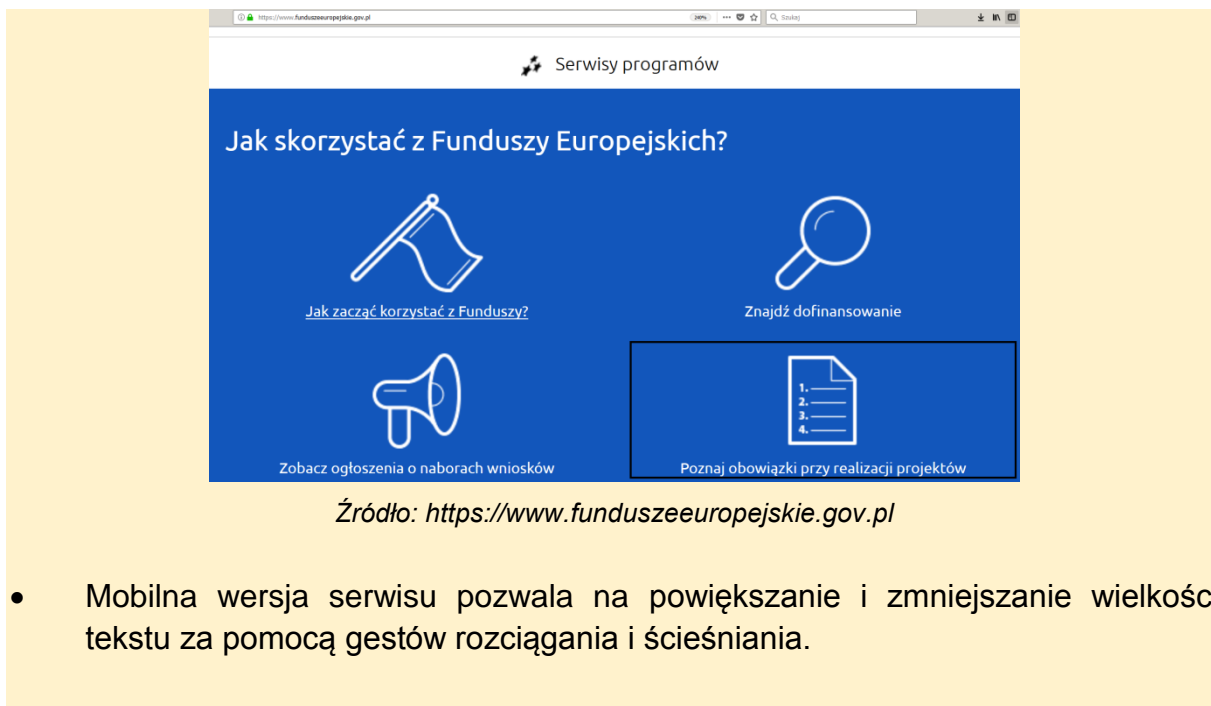 https://www.funduszeeuropejskie.gov.pl 240% Szukaj
Serwisy programów
Jak skorzystać z Funduszy Europejskich?
Jak zacząć korzystać z Funduszy?
Znajdź dofinansowanie
1.
2.
3.
4.
Zobacz ogłoszenia o naborach wniosków
Poznaj obowiązki przy realizacji projektów
Źródło: https://www.funduszeeuropejskie.gov.pl
• Mobilna wersja serwisu pozwala na powiększanie i zmniejszanie wielkośc
tekstu za pomocą gestów rozciągania i ścieśniania.